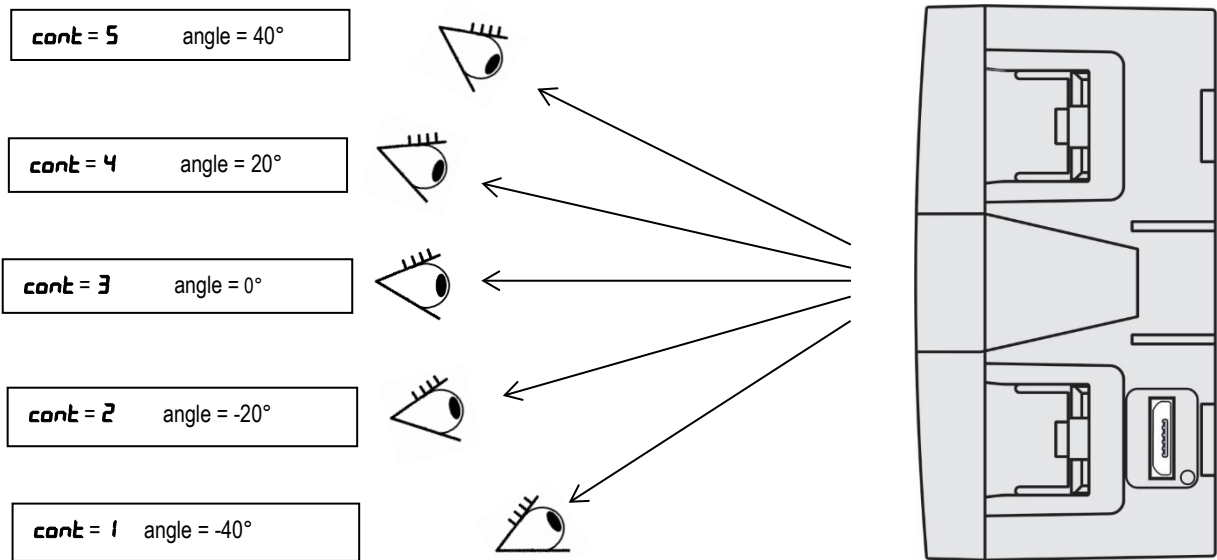 cont = 5 angle = 40°
cont = 4 angle = 20°
cont = 3 angle = 0°
cont = 2 angle = -20°
cont = 1 angle = -40°